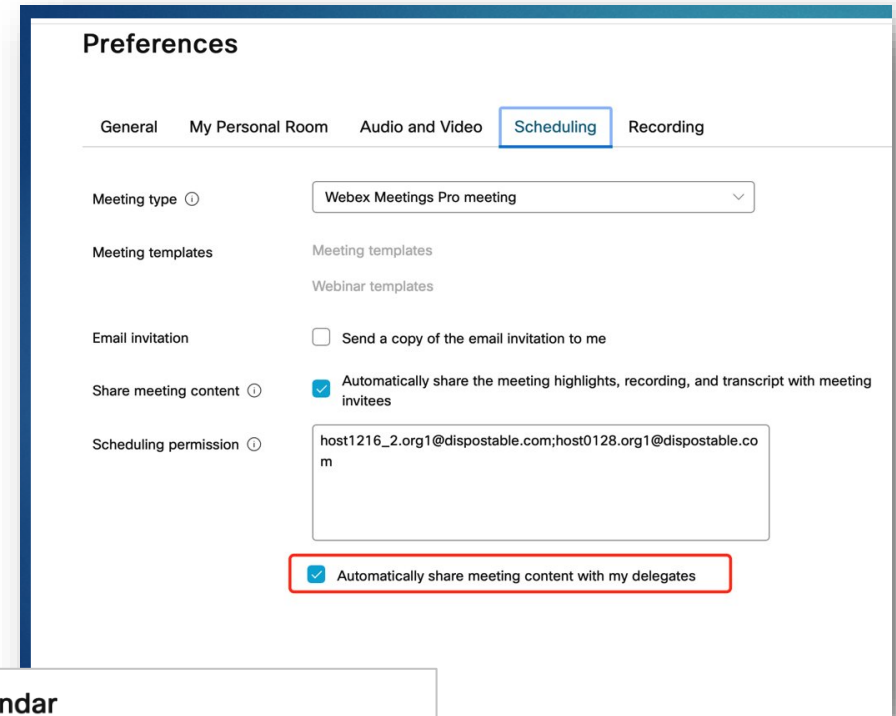 Preferences
General My Personal Room Audio and Video Scheduling Recording
Meeting type Webex Meetings Pro meeting
Meeting templates Meeting templates
Webinar templates
Email invitation Send a copy of the email invitation to me
Share meeting content Automatically share the meeting highlights, recording, and transcript with meeting
invitees
Scheduling permission host1216_2.org1@dispostable.com;host0128.org1@dispostable.co
m
Automatically share meeting content with my delegates
ndar